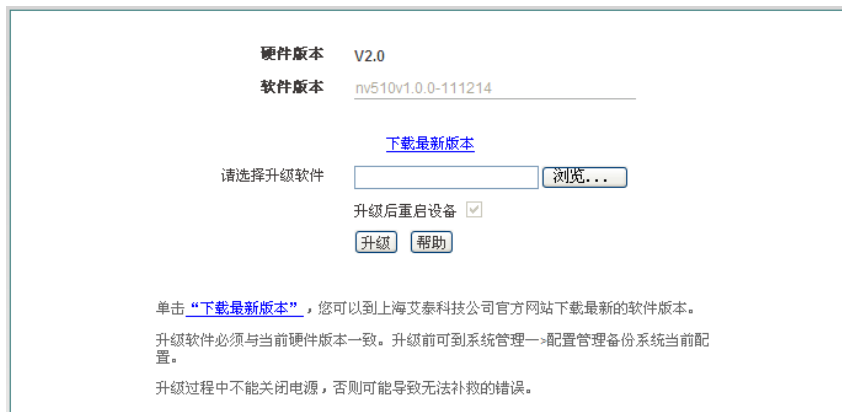 硬件版本 V2.0
软件版本 nv510v1.0.0-111214
下载最新版本
请选择升级软件 浏览...
升级后重启设备
升级 帮助
单击“下载最新版本”，您可以到上海艾泰科技公司官方网站下载最新的软件版本。
升级软件必须与当前硬件版本一致。升级前可到系统管理—>配置管理备份系统当前配
置。
升级过程中不能关闭电源，否则可能导致无法补救的错误。